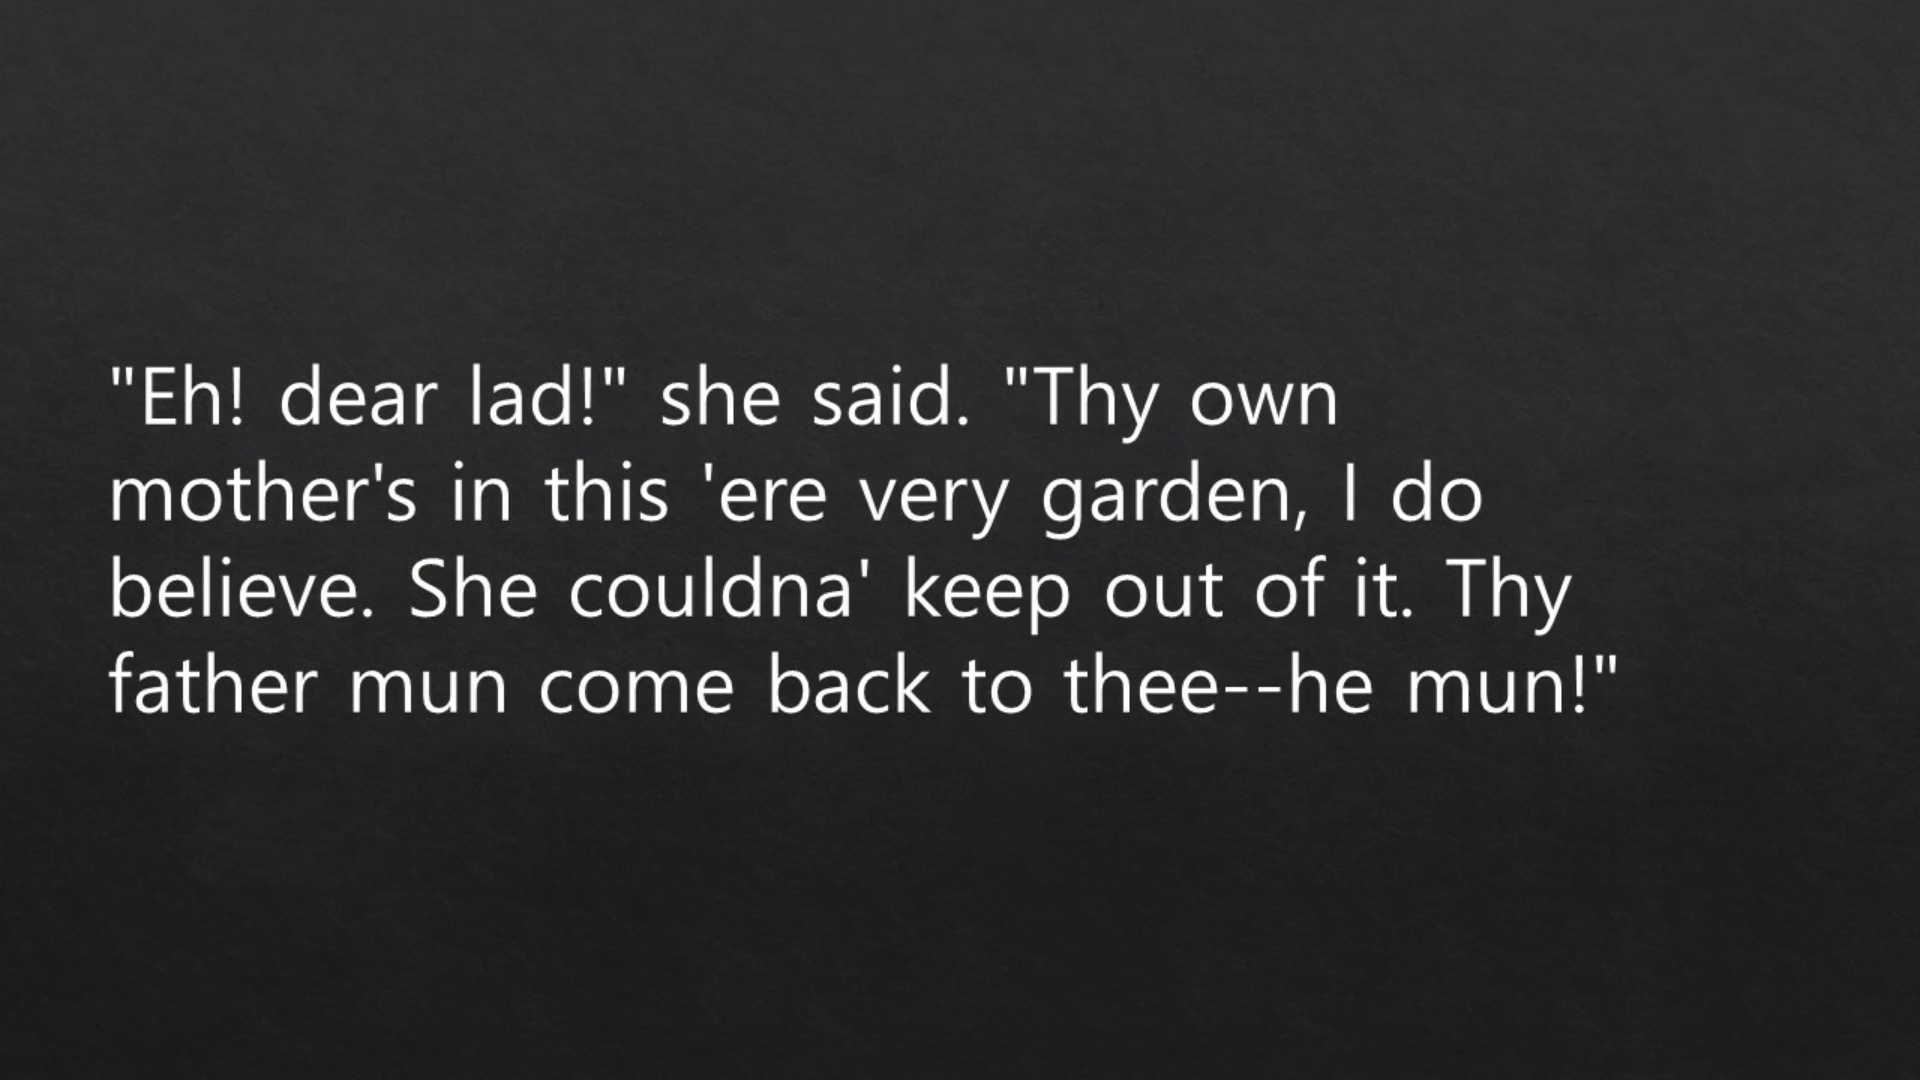 "Eh! dear lad!" she said. "Thy own
mother's in this 'ere very garden, I do
believe. She couldna' keep out of it. Thy
father mun come back to thee--he mun!"